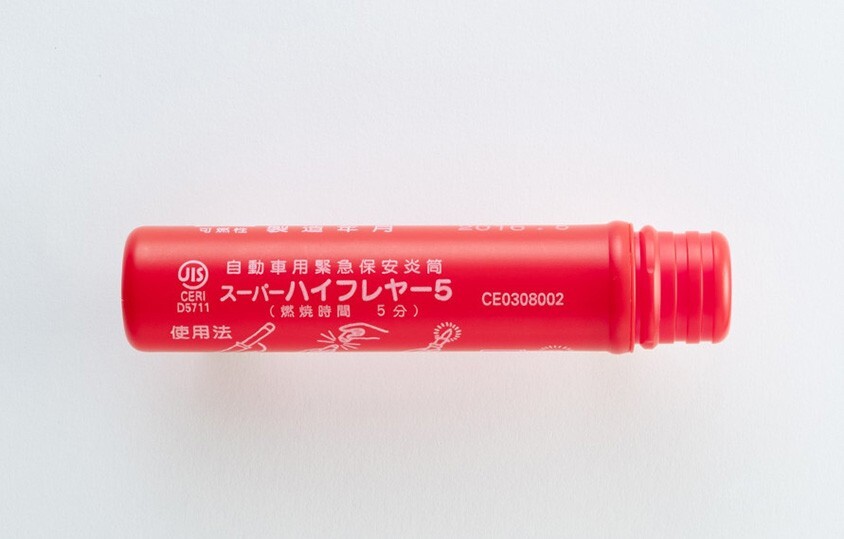 製造年月
自動車用緊急保安炎筒
JIS
CERI
D5711
スーパーハイフレヤー5
CE0308002
(燃焼時間 5分)
使用法